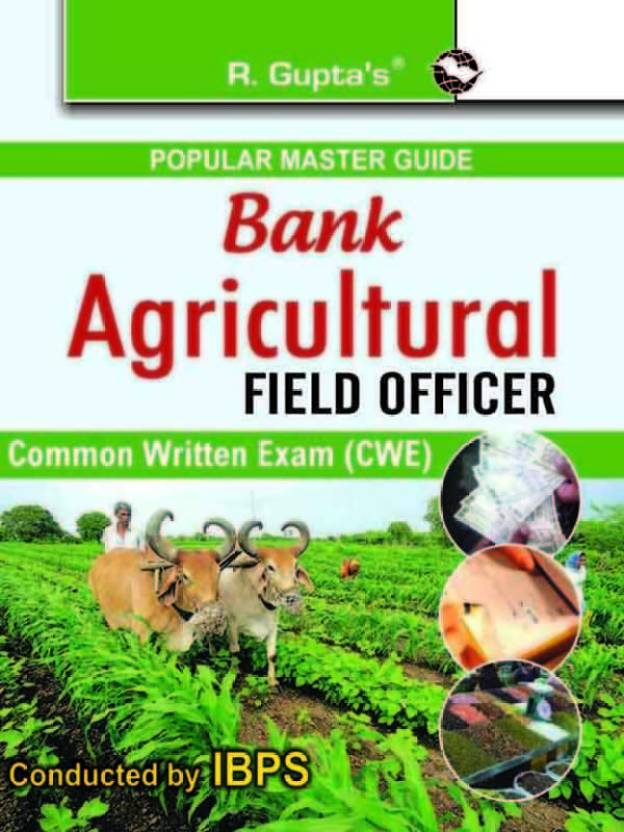 R. Gupta's®
POPULAR MASTER GUIDE
Bank
Agricultural
FIELD OFFICER
Common Written Exam (CWE)
Conducted by IBPS